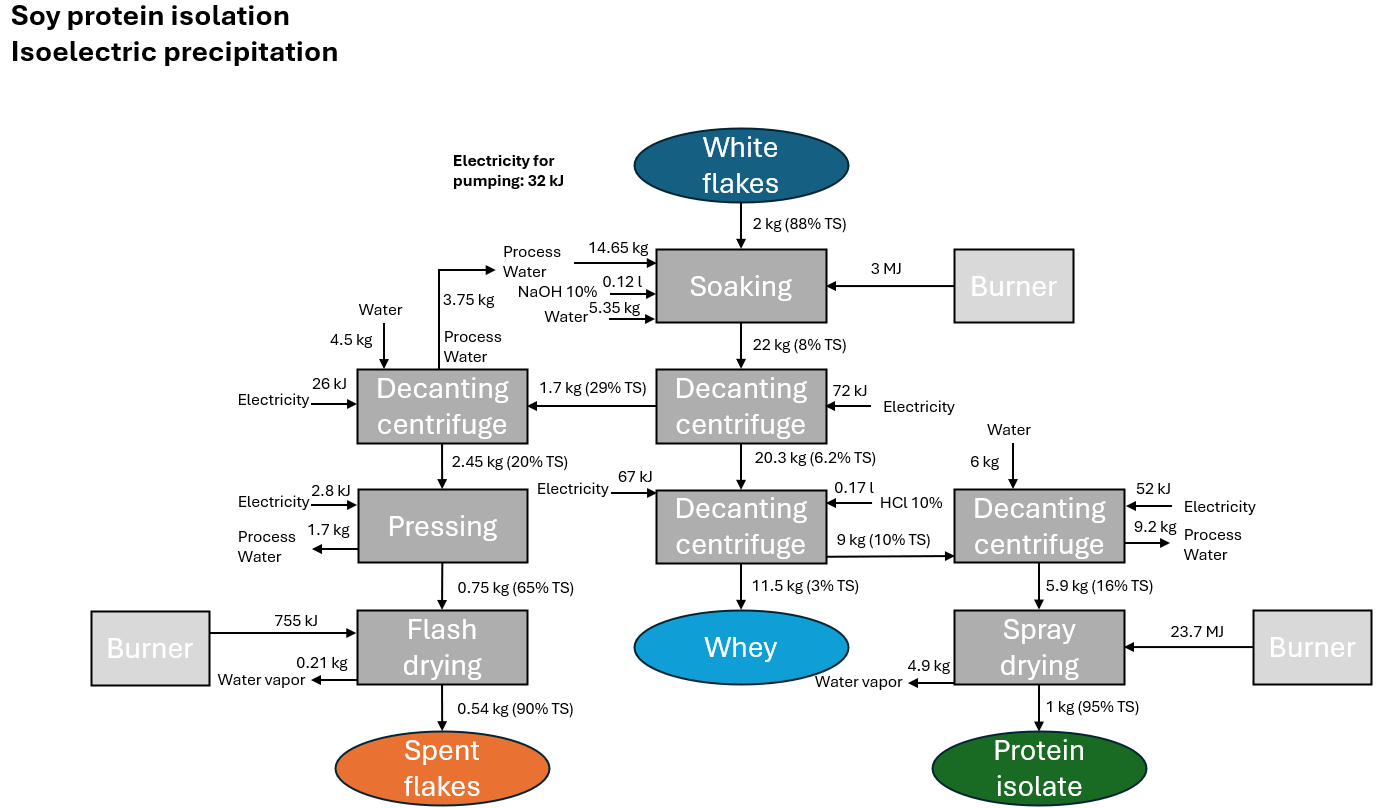 Soy protein isolation
Isoelectric precipitation
Electricity for
pumping: 32 kJ
White
flakes
2 kg (88% TS)
Process
Water
14.65 kg
NaOH 10%
0.12 l
Water
5.35 kg
Soaking
3 MJ
Burner
3.75 kg
Process
Water
Water
4.5 kg
22 kg (8% TS)
Electricity
26 kJ
Decanting
centrifuge
1.7 kg (29% TS)
Decanting
centrifuge
72 kJ
Electricity
2.45 kg (20% TS)
20.3 kg (6.2% TS)
Water
6 kg
Electricity
2.8 kJ
Process
Water
1.7 kg
Pressing
Electricity
67 kJ
Decanting
centrifuge
0.17 l
HCl 10%
9 kg (10% TS)
Decanting
centrifuge
52 kJ
Electricity
9.2 kg
Process
Water
0.75 kg (65% TS)
11.5 kg (3% TS)
5.9 kg (16% TS)
Burner
755 kJ
0.21 kg
Water vapor
Flash
drying
Whey
4.9 kg
Water vapor
Spray
drying
23.7 MJ
Burner
0.54 kg (90% TS)
1 kg (95% TS)
Spent
flakes
Protein
isolate